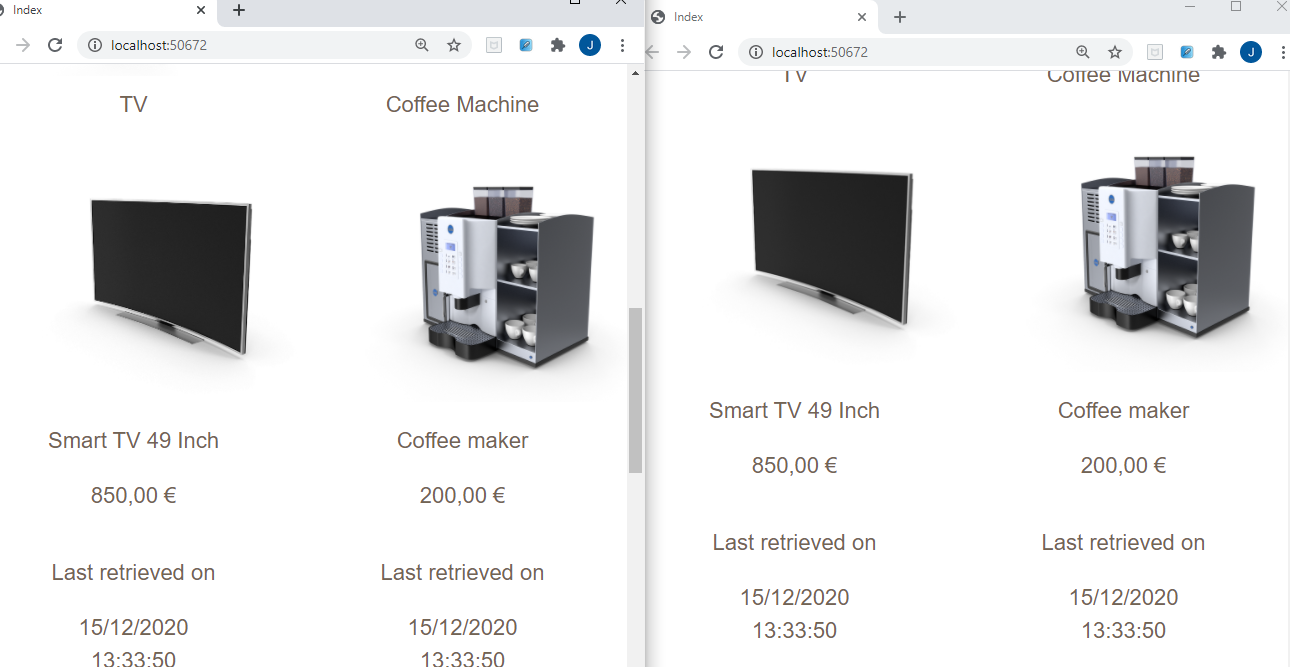 Index
localhost:50672
J
TV
Coffee Machine
Smart TV 49 Inch
Coffee maker
850,00 €
200,00 €
Last retrieved on
Last retrieved on
15/12/2020
13:33:50
15/12/2020
13:33:50
Index
localhost:50672
J
TV
Coffee Machine
Smart TV 49 Inch
Coffee maker
850,00 €
200,00 €
Last retrieved on
Last retrieved on
15/12/2020
13:33:50
15/12/2020
13:33:50